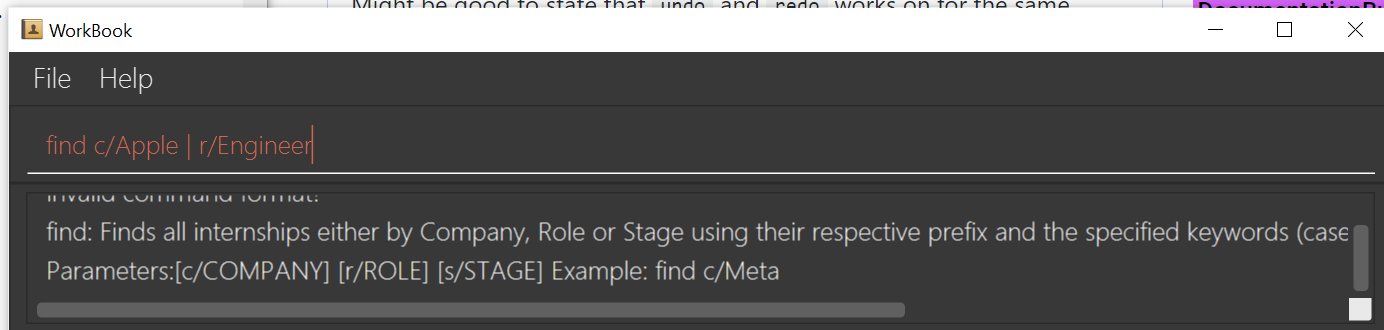 Might be good to state that undo and redo works on for the same
WorkBook
File Help
find c/Apple | r/Engineer
Invalid command format!
find: Finds all internships either by Company, Role or Stage using their respective prefix and the specified keywords (case
Parameters:[c/COMPANY] [r/ROLE] [s/STAGE] Example: find c/Meta